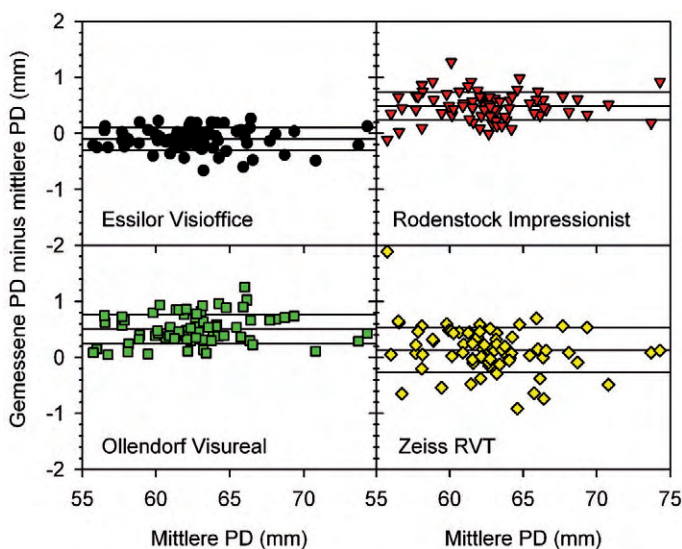 Gemessene PD minus mittlere PD (mm)
2
1
0
-1
-2
2
1
0
-1
-2
Essilor Visioffice
Rodenstock Impressionist
Ollendorf Visureal
Zeiss RVT
55 60 65 70 55 60 65 70 75
Mittlere PD (mm) Mittlere PD (mm)